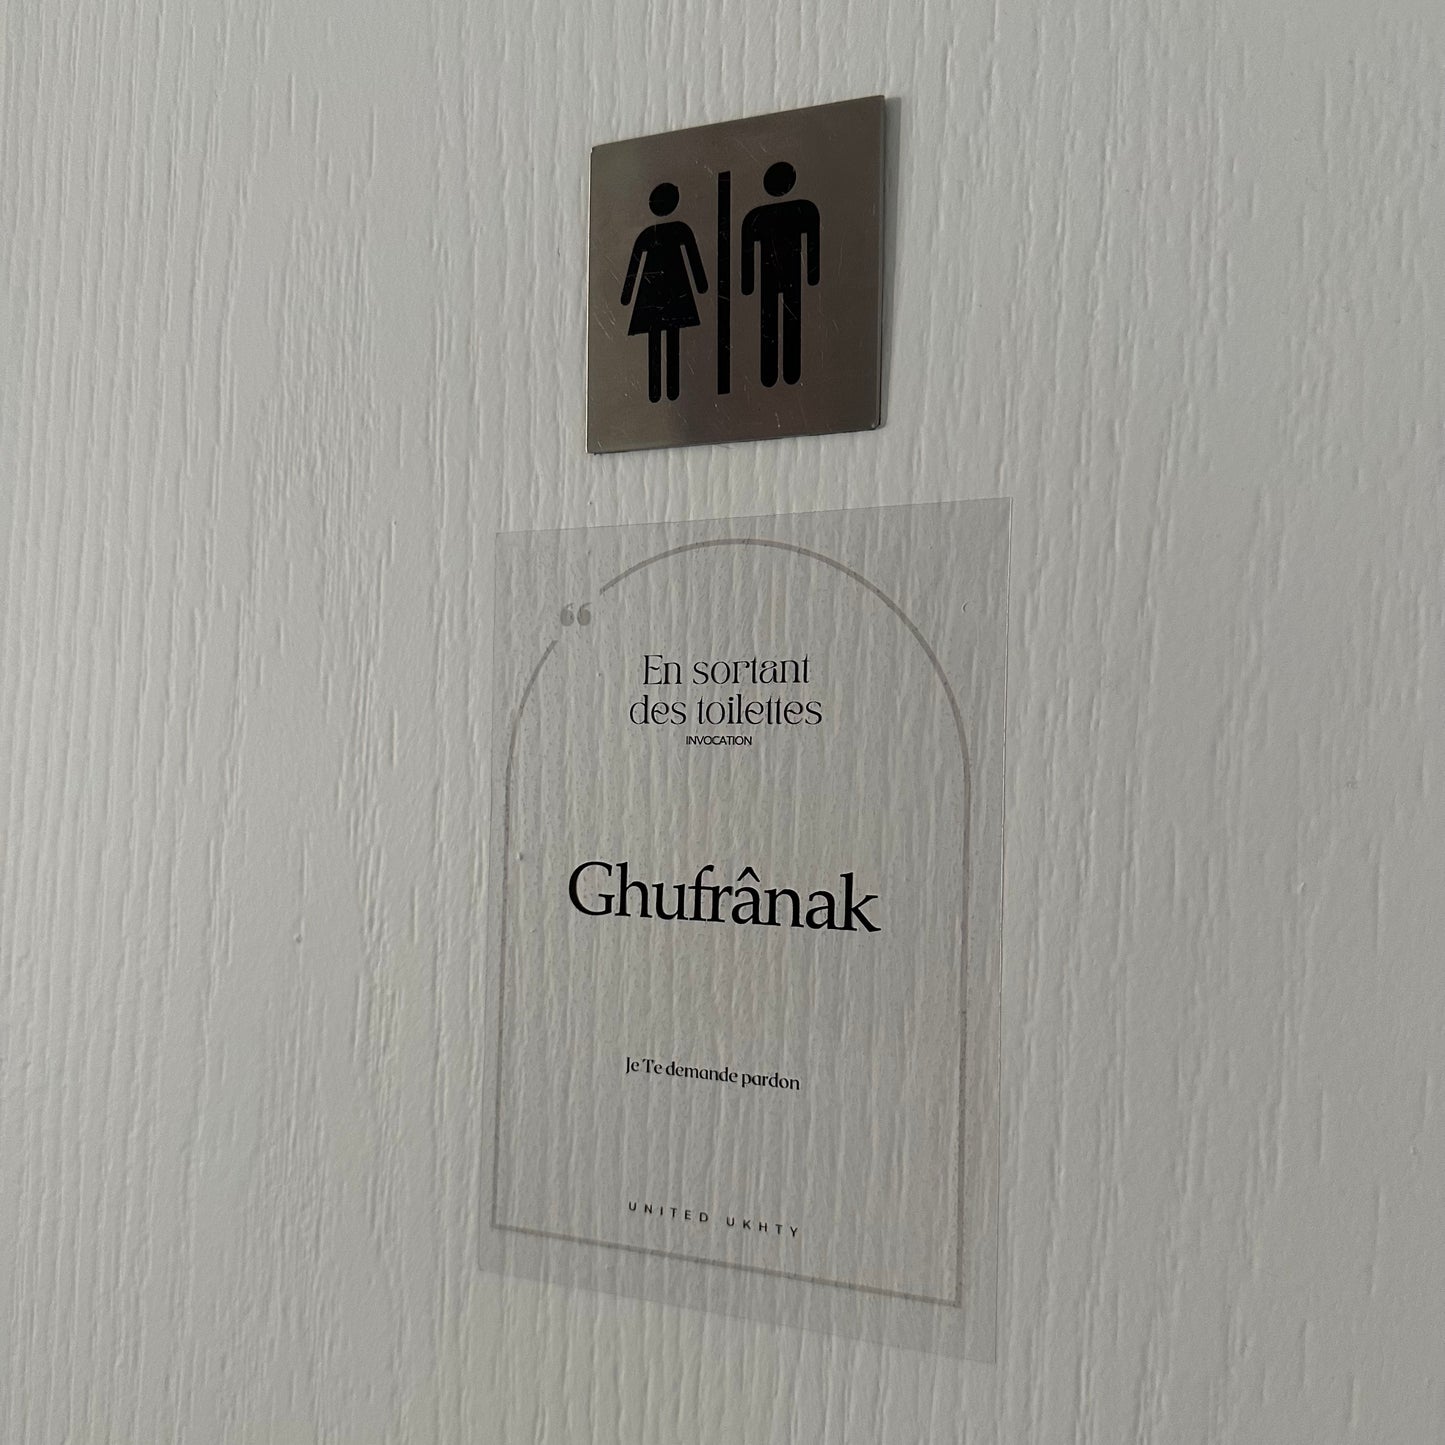 “
En sortant
des toilettes
INVOCATION
Ghufrânak
Je Te demande pardon
UNITED UKHTY